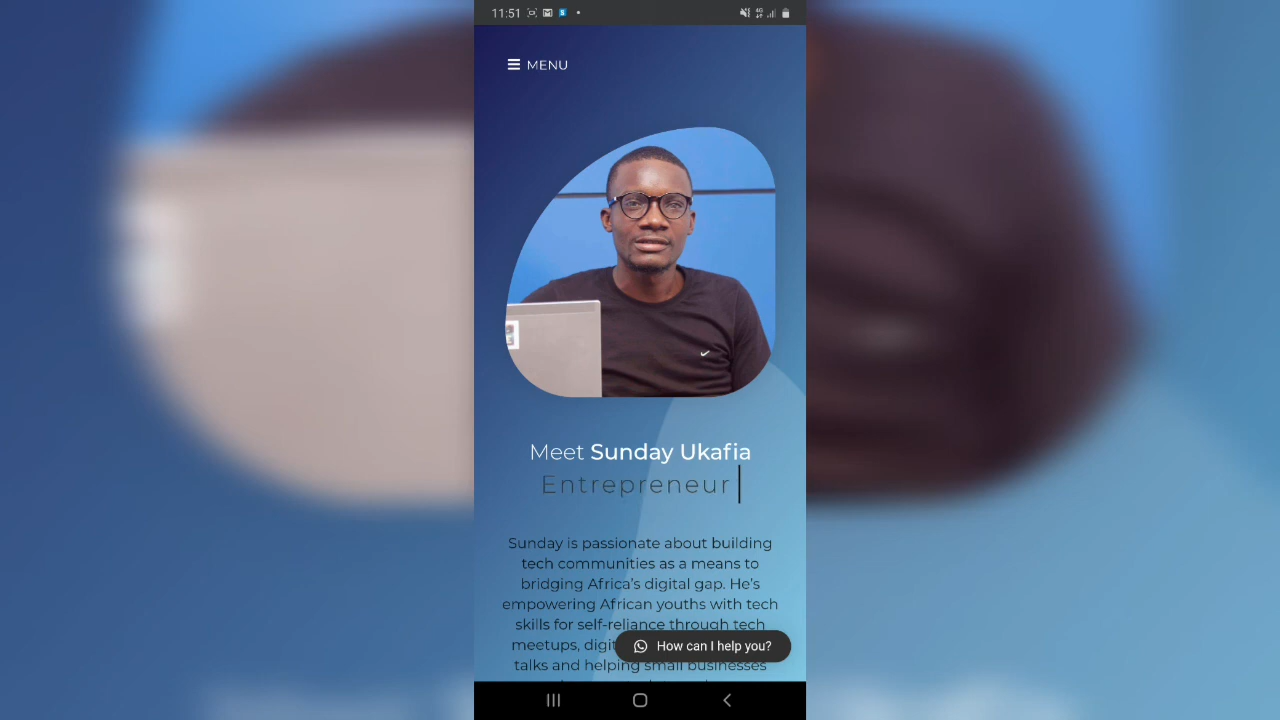 11:51
MENU
Meet Sunday Ukafia
Entrepreneur
Sunday is passionate about building
tech communities as a means to
bridging Africa's digital gap. He's
empowering African youths with tech
skills for self-reliance through tech
meetups, digit
How can I help you?
talks and helping small businesses